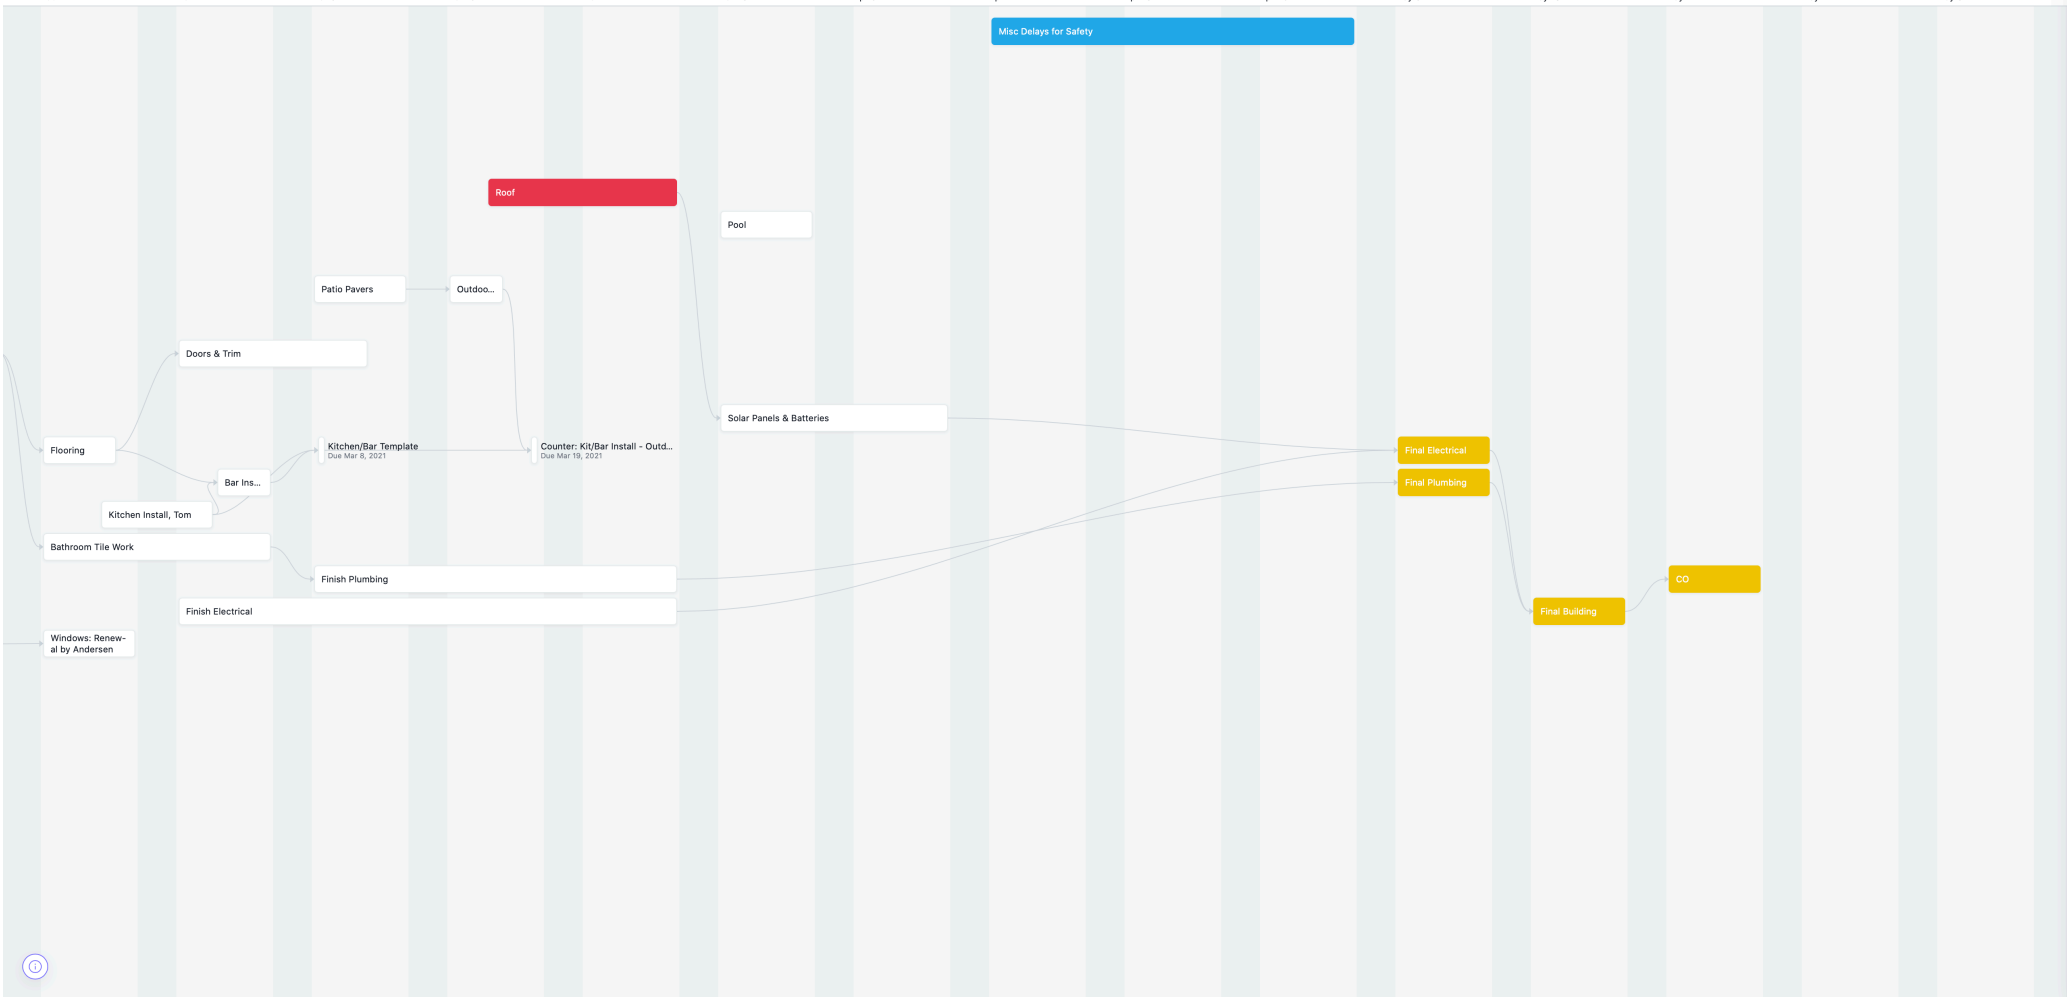 Misc Delays for Safety
Roof
Pool
Patio Pavers
Outdoo...
Doors & Trim
Solar Panels & Batteries
Kitchen/Bar Template
Due Mar 8, 2021
Counter: Kit/Bar Install - Outd...
Due Mar 19, 2021
Flooring
Final Electrical
Bar Ins...
Final Plumbing
Kitchen Install, Tom
Bathroom Tile Work
Finish Plumbing
CO
Finish Electrical
Final Building
Windows: Renew-
al by Andersen